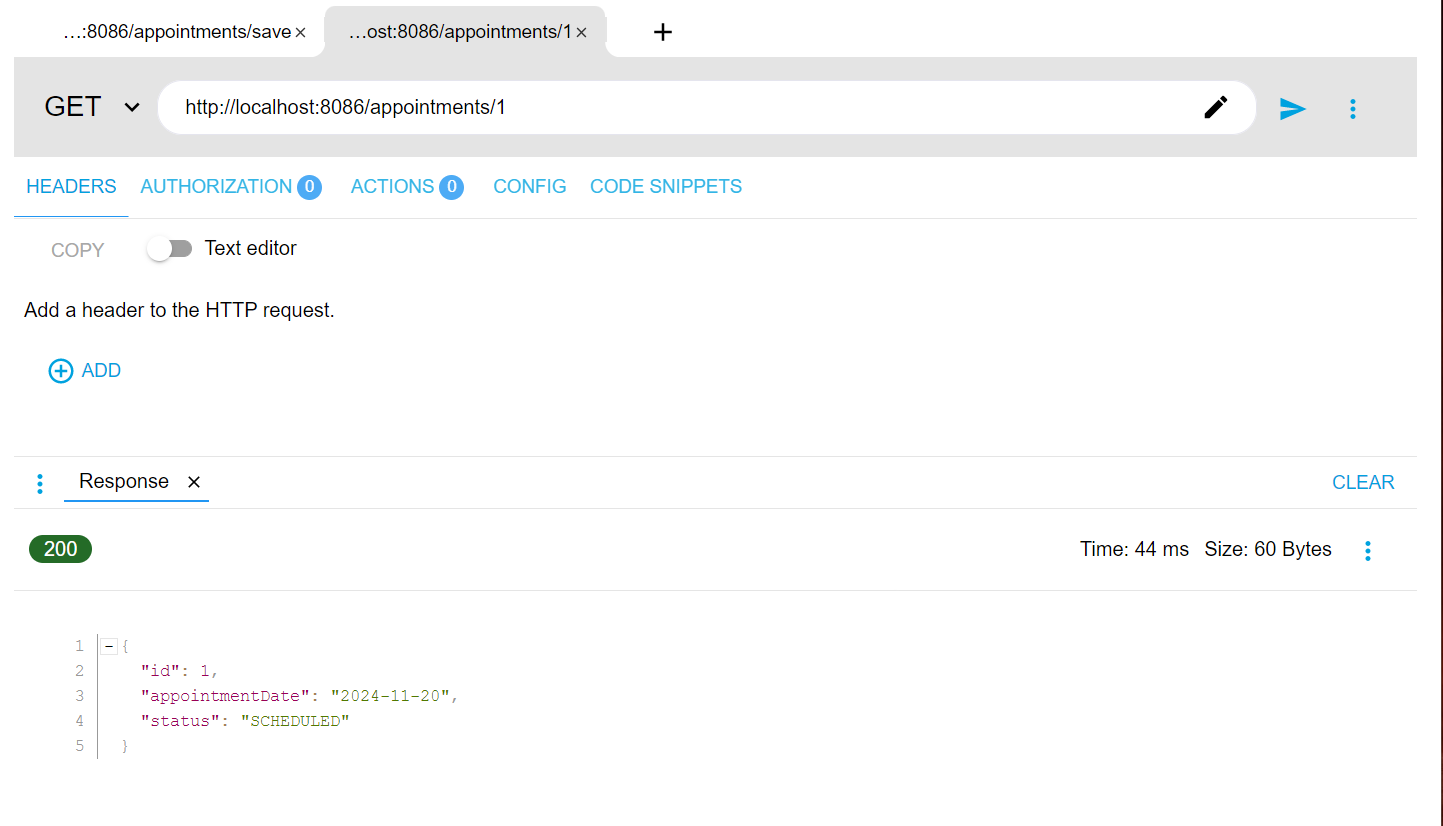 ...:8086/appointments/save ×
...ost:8086/appointments/1 ×
+
GET http://localhost:8086/appointments/1
HEADERS AUTHORIZATION 0 ACTIONS 0 CONFIG CODE SNIPPETS
COPY Text editor
Add a header to the HTTP request.
ADD
Response × CLEAR
200 Time: 44 ms Size: 60 Bytes
1 {
2 "id": 1,
3 "appointmentDate": "2024-11-20",
4 "status": "SCHEDULED"
5 }